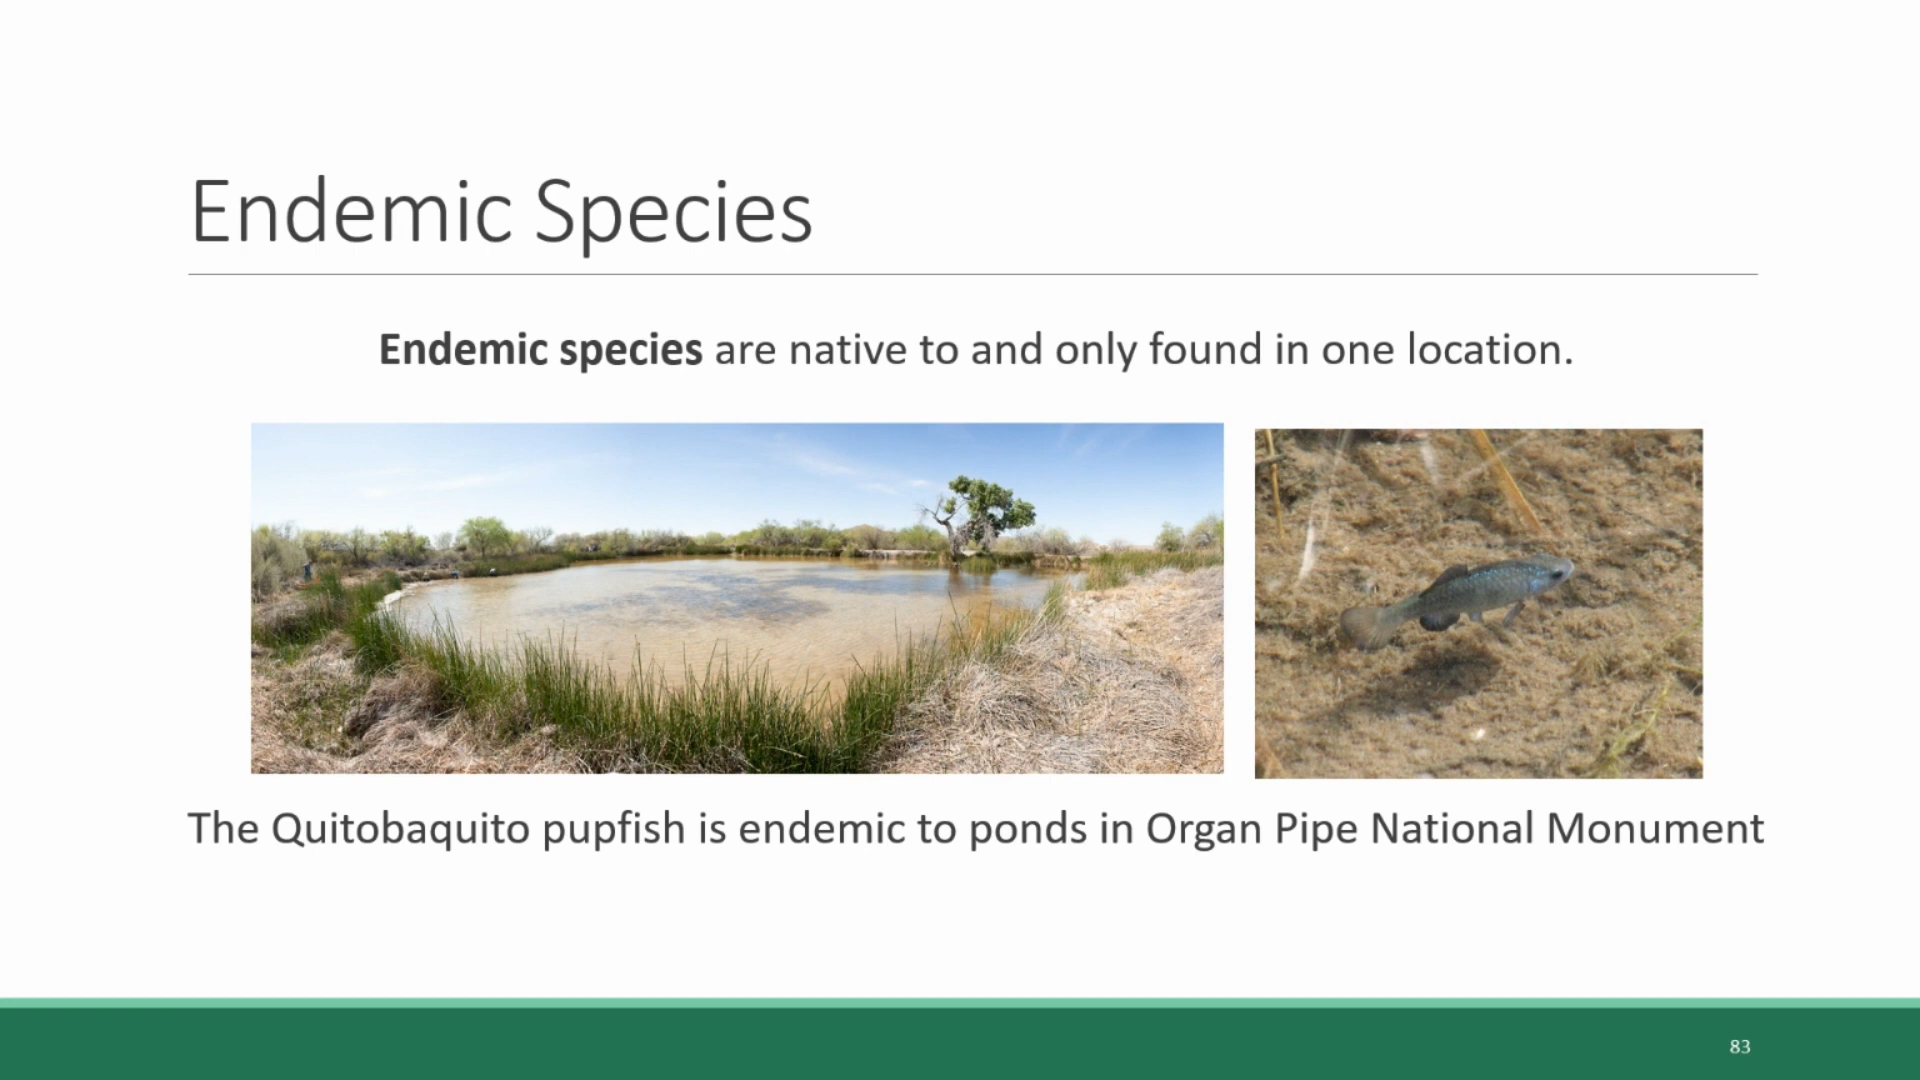 Endemic Species
Endemic species are native to and only found in one location.
The Quitobaquito pupfish is endemic to ponds in Organ Pipe National Monument
83